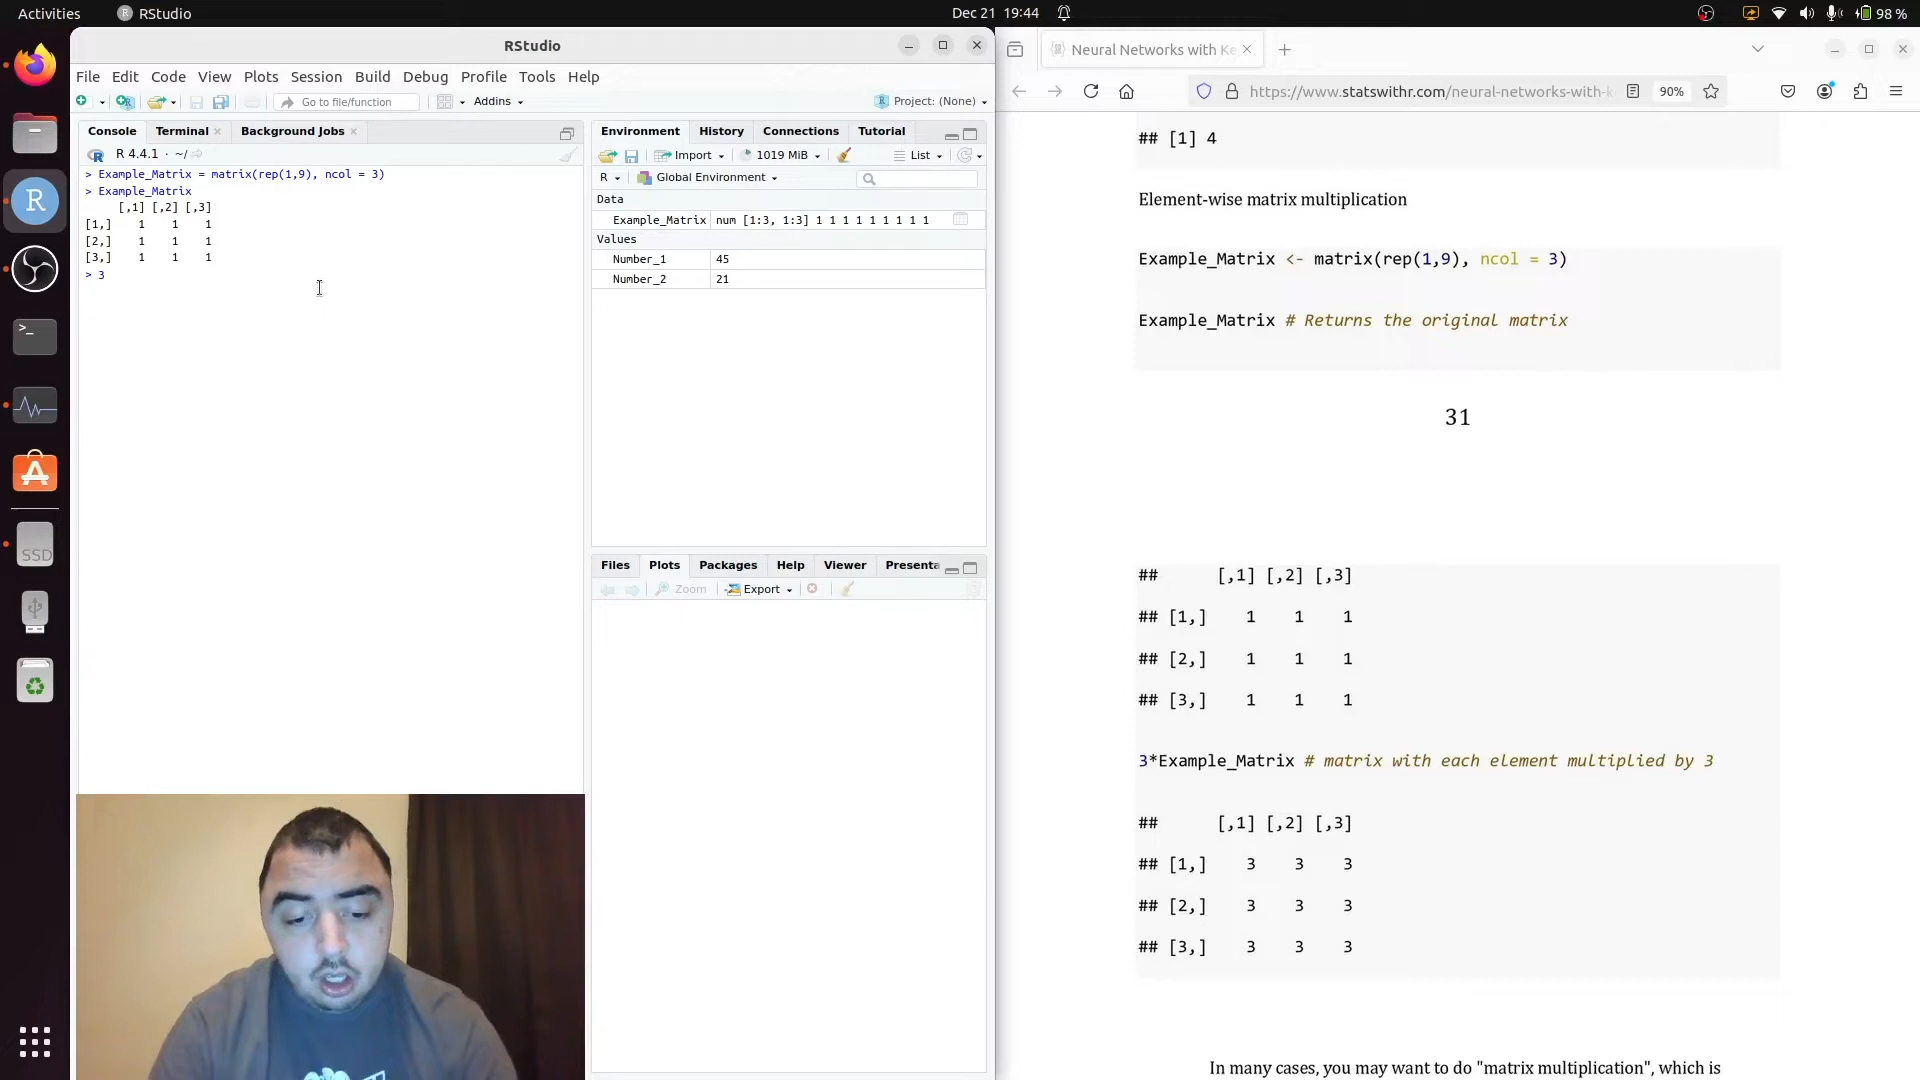 Activities
RStudio
Dec 21 19:44
98 %
RStudio
File Edit Code View Plots Session Build Debug Profile Tools Help
Go to file/function
Addins
Project: (None)
Console Terminal Background Jobs
R 4.4.1 · ~/
> Example_Matrix = matrix(rep(1,9), ncol = 3)
> Example_Matrix
[,1] [,2] [,3]
[1,] 1 1 1
[2,] 1 1 1
[3,] 1 1 1
> 3
Environment History Connections Tutorial
Import 1019 MiB List
R Global Environment
Data
Example_Matrix num [1:3, 1:3] 1 1 1 1 1 1 1 1 1
Values
Number_1 45
Number_2 21
Files Plots Packages Help Viewer Presenta
Zoom Export
>_
SSD
Neural Networks with Ke
https://www.statswithr.com/neural-networks-with-k
90%
## [1] 4
Element-wise matrix multiplication
Example_Matrix <- matrix(rep(1,9), ncol = 3)
Example_Matrix # Returns the original matrix
31
## [,1] [,2] [,3]
## [1,] 1 1 1
## [2,] 1 1 1
## [3,] 1 1 1
3*Example_Matrix # matrix with each element multiplied by 3
## [,1] [,2] [,3]
## [1,] 3 3 3
## [2,] 3 3 3
## [3,] 3 3 3
In many cases, you may want to do "matrix multiplication", which is